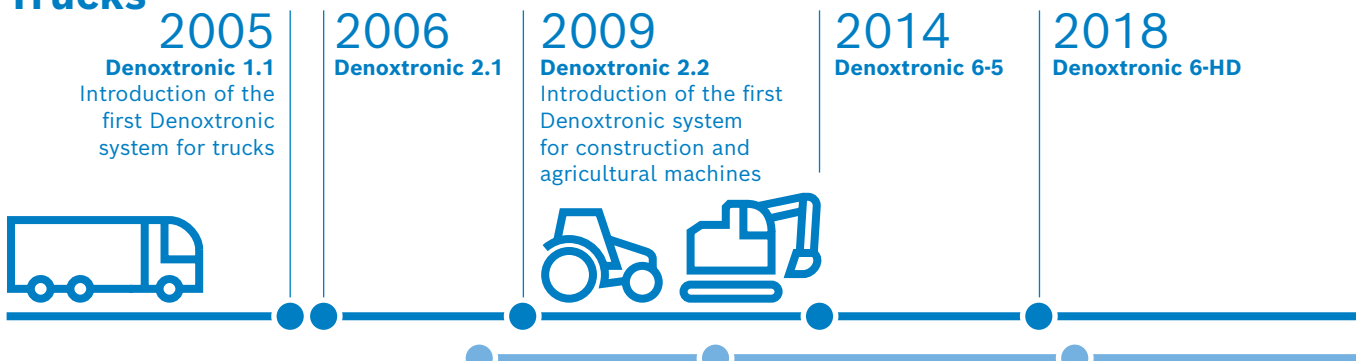 Trucks
2005
Denoxtronic 1.1
Introduction of the
first Denoxtronic
system for trucks
2006
Denoxtronic 2.1
2009
Denoxtronic 2.2
Introduction of the first
Denoxtronic system
for construction and
agricultural machines
2014
Denoxtronic 6-5
2018
Denoxtronic 6-HD